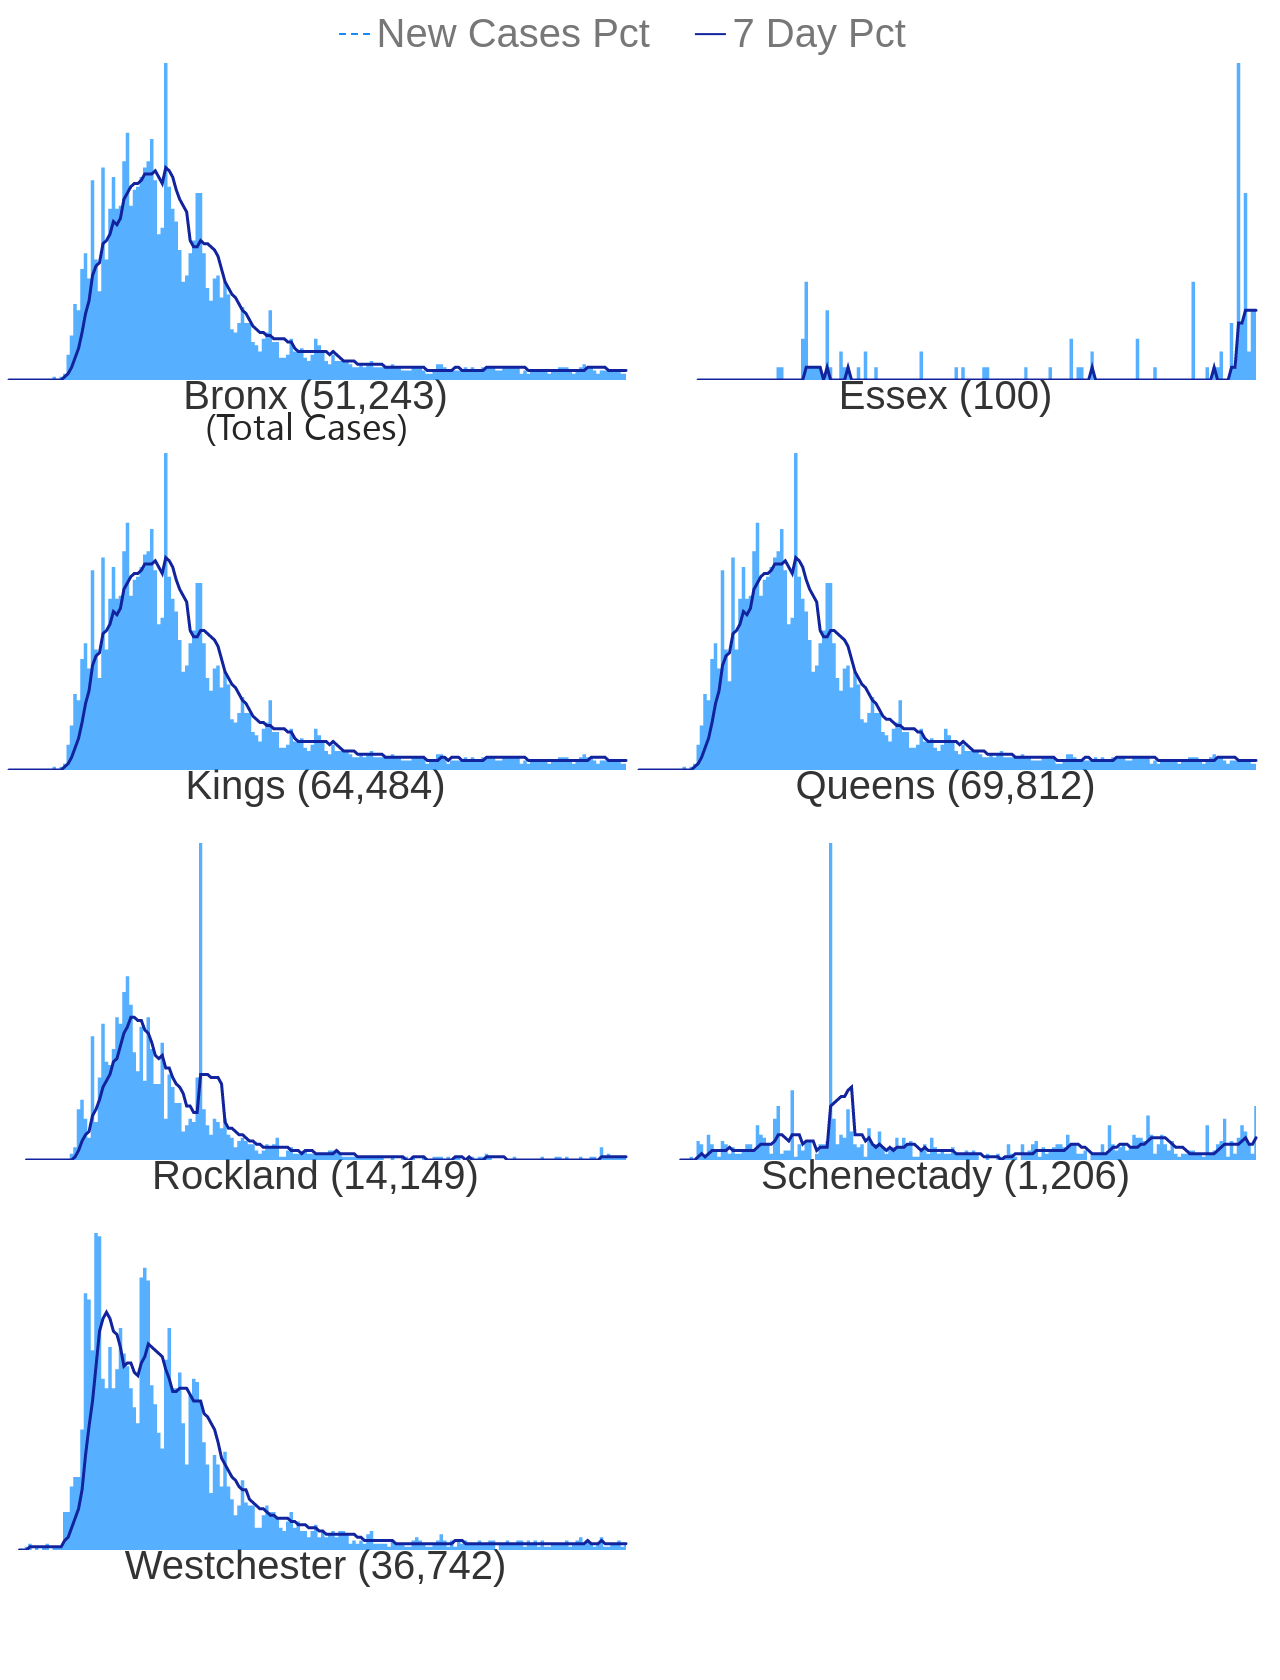 New Cases Pct 7 Day Pct
Bronx (51,243)
(Total Cases)
Essex (100)
Kings (64,484)
Queens (69,812)
Rockland (14,149)
Schenectady (1,206)
Westchester (36,742)